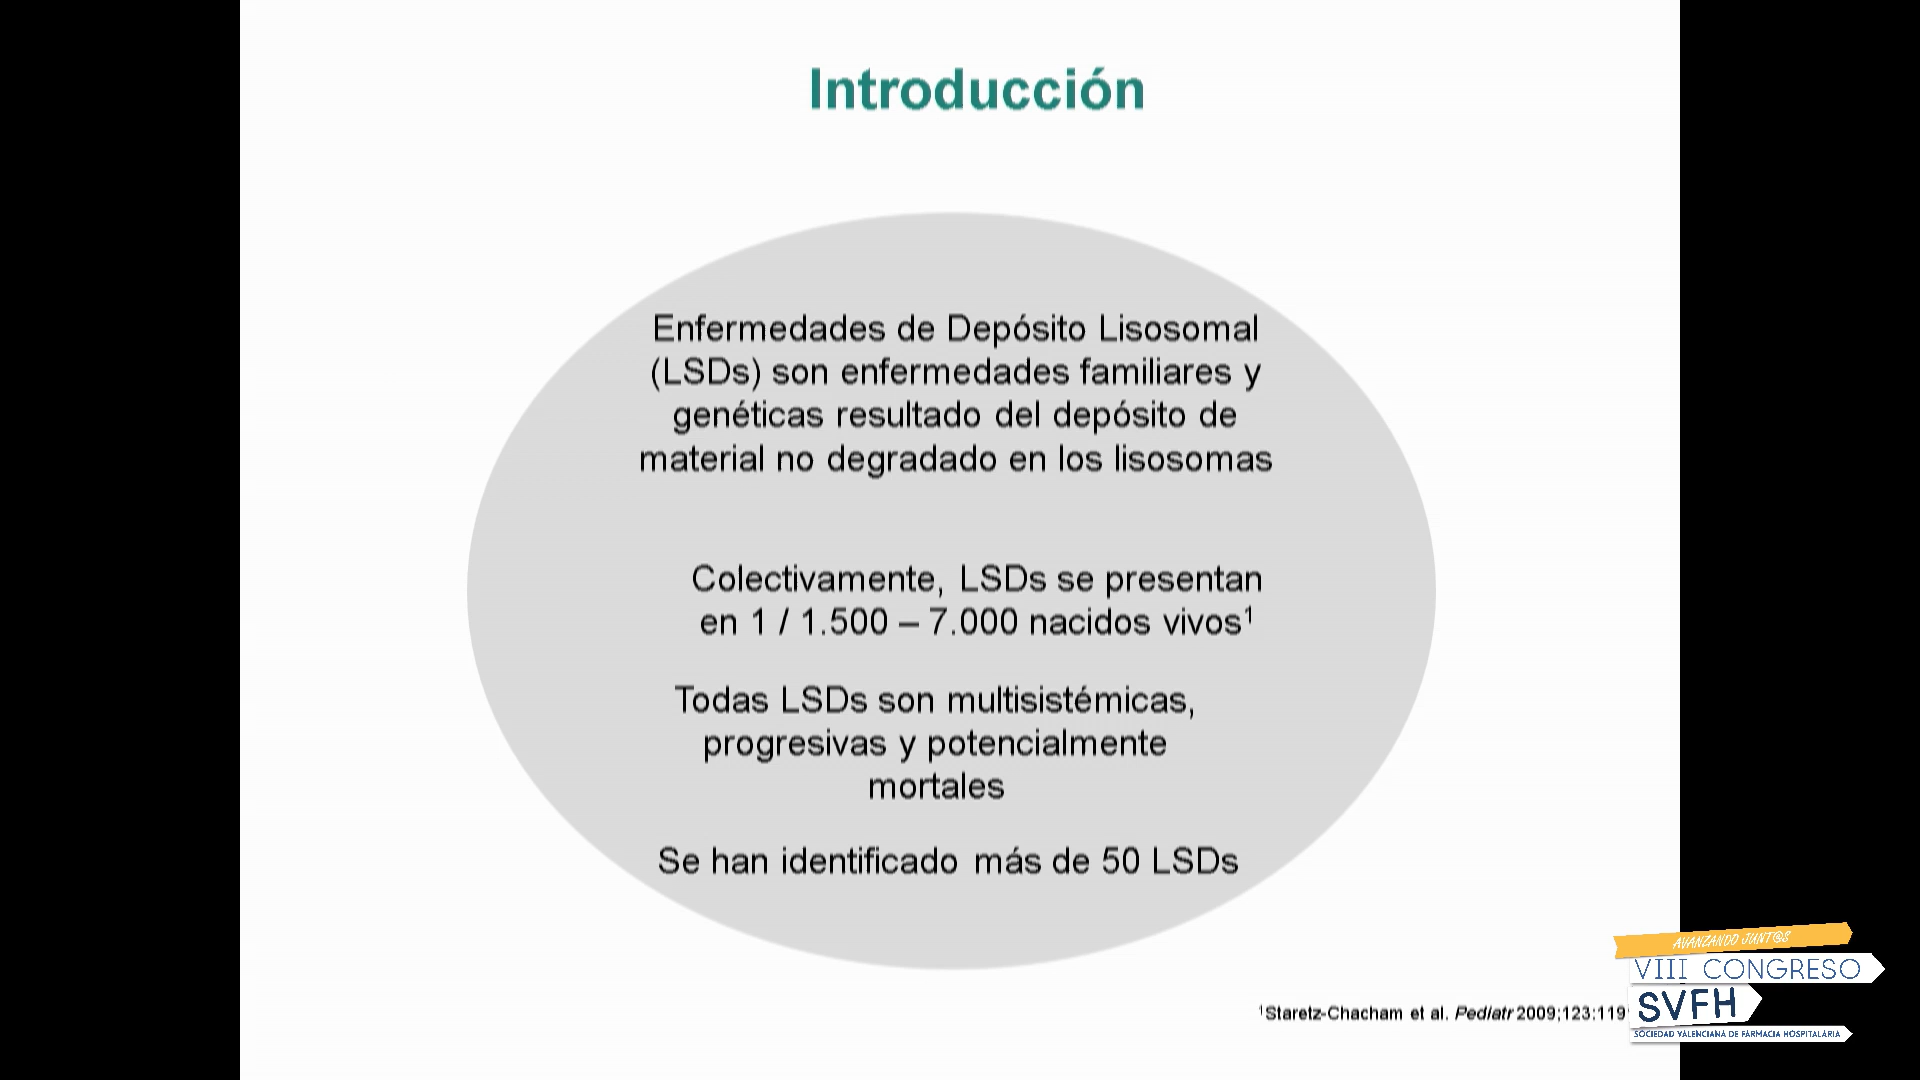 Introducción
Enfermedades de Depósito Lisosomal
(LSDs) son enfermedades familiares y
genéticas resultado del depósito de
material no degradado en los lisosomas
Colectivamente, LSDs se presentan
en 1 / 1.500 – 7.000 nacidos vivos¹
Todas LSDs son multisistémicas,
progresivas y potencialmente
mortales
Se han identificado más de 50 LSDs
¹Staretz-Chacham et al. Pediatr 2009;123:119
AVANZANDO JUNT@S
VIII CONGRESO
SVFH
SOCIEDAD VALENCIANA DE FARMACIA HOSPITALARIA